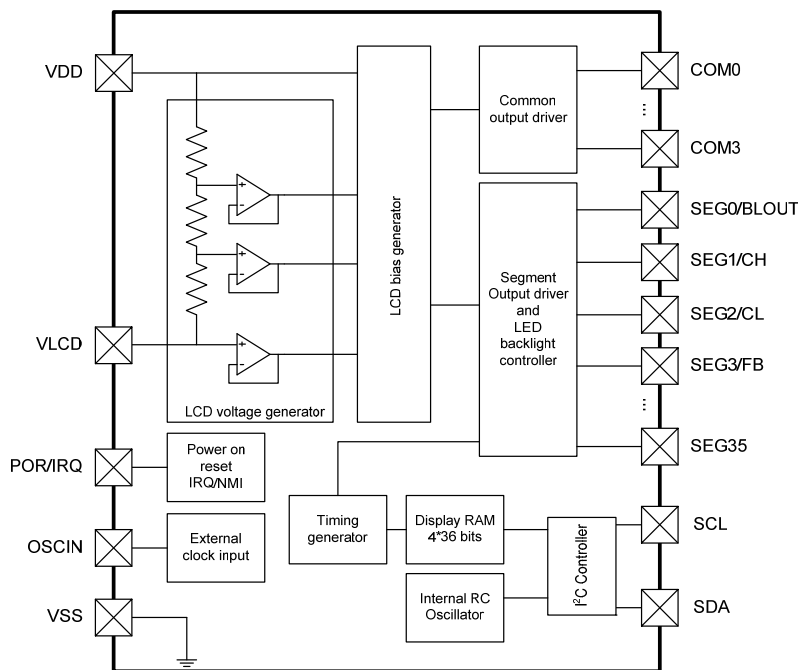 VDD
VLCD
POR/IRQ
OSCIN
VSS
+
-
+
-
+
-
LCD voltage generator
LCD bias generator
Common
output driver
Segment
Output driver
and
LED
backlight
controller
Power on
reset
IRQ/NMI
External
clock input
Timing
generator
Display RAM
4*36 bits
Internal RC
Oscillator
I²C Controller
COM0
...
COM3
SEG0/BLOUT
SEG1/CH
SEG2/CL
SEG3/FB
...
SEG35
SCL
SDA